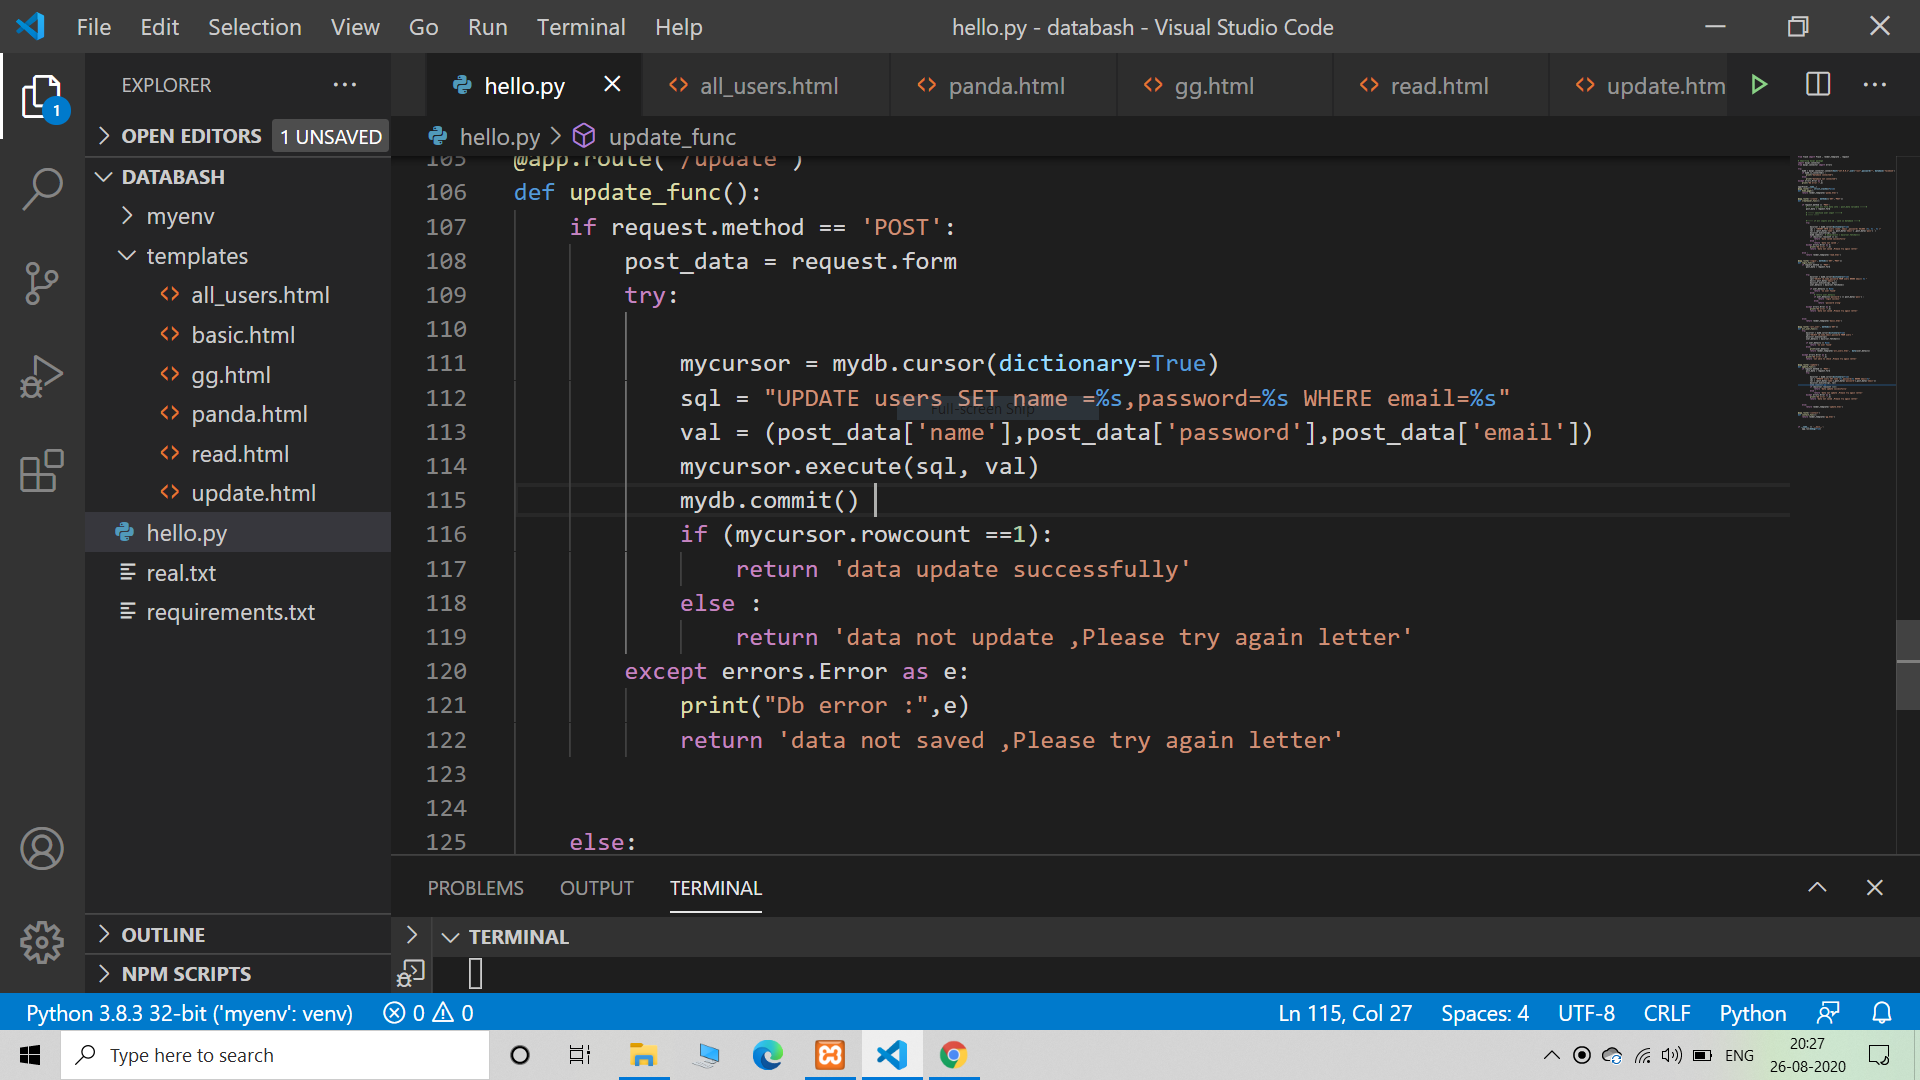 File Edit Selection View Go Run Terminal Help
hello.py - databash - Visual Studio Code
EXPLORER
hello.py
all_users.html
panda.html
gg.html
read.html
update.htm
OPEN EDITORS 1 UNSAVED
hello.py > update_func
DATABASH
myenv
templates
all_users.html
basic.html
gg.html
panda.html
read.html
update.html
hello.py
real.txt
requirements.txt
OUTLINE
NPM SCRIPTS
1
105 @app.route( /update )
106 def update_func():
107 if request.method == 'POST':
108 post_data = request.form
109 try:
110
111 mycursor = mydb.cursor(dictionary=True)
112 sql = "UPDATE users SET name =%s,password=%s WHERE email=%s"
Full-screen Snip
113 val = (post_data['name'],post_data['password'],post_data['email'])
114 mycursor.execute(sql, val)
115 mydb.commit()
116 if (mycursor.rowcount ==1):
117 return 'data update successfully'
118 else :
119 return 'data not update ,Please try again letter'
120 except errors.Error as e:
121 print("Db error :",e)
122 return 'data not saved ,Please try again letter'
123
124
125 else:
PROBLEMS OUTPUT TERMINAL
TERMINAL
Python 3.8.3 32-bit ('myenv': venv) 0 0
Ln 115, Col 27 Spaces: 4 UTF-8 CRLF Python
Type here to search
ENG
20:27
26-08-2020